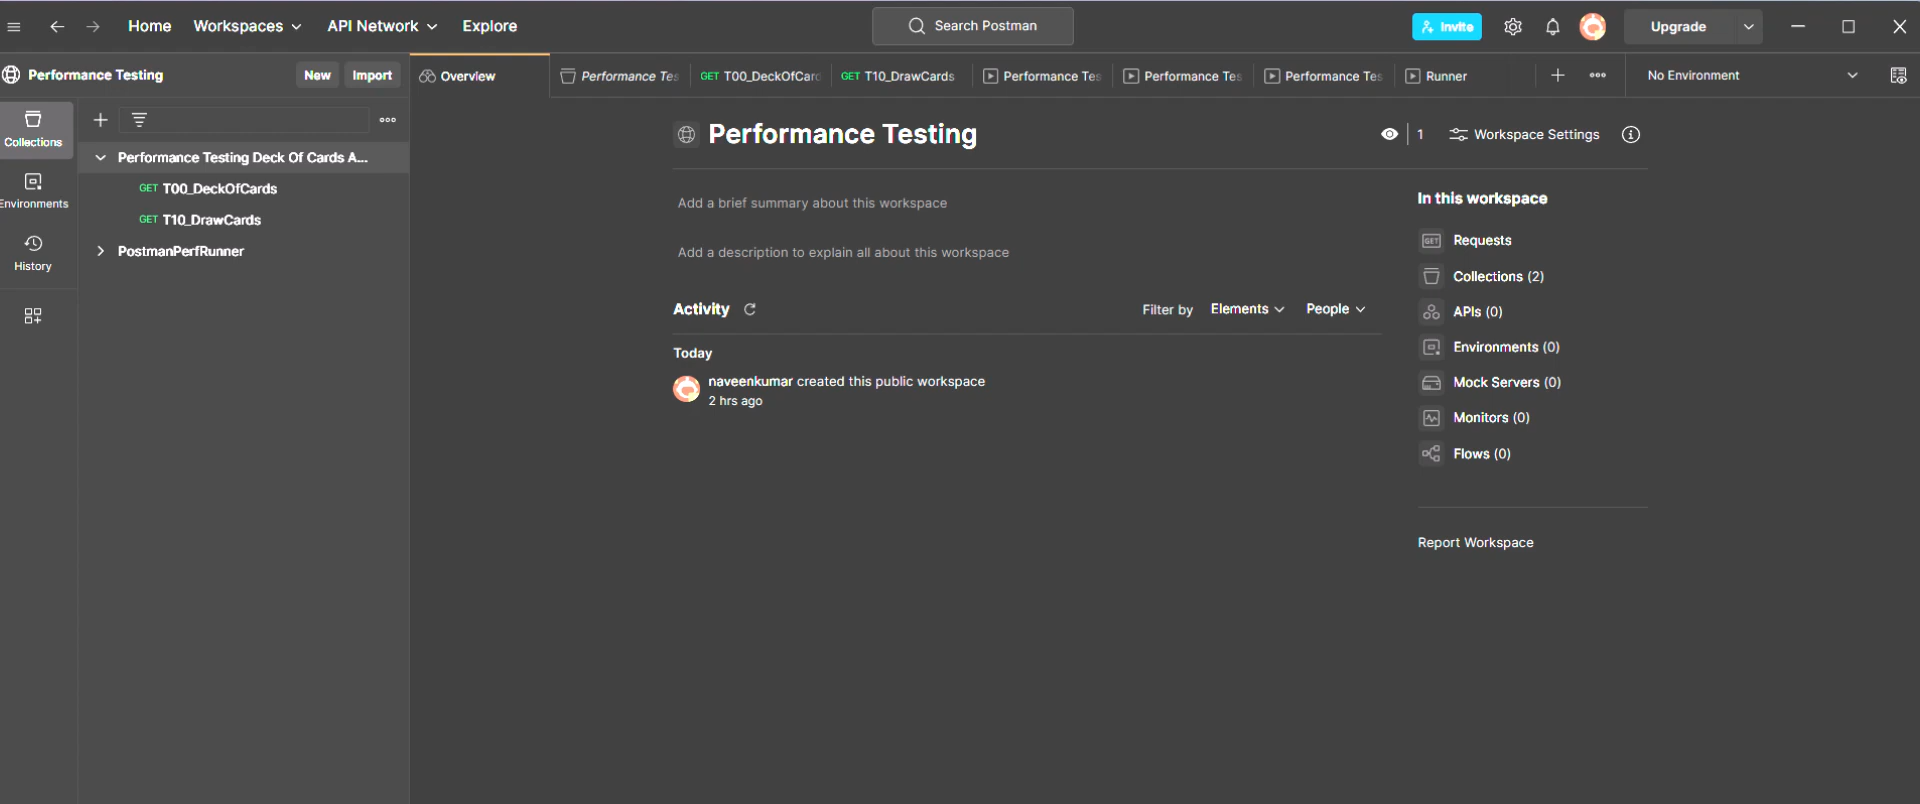 Home Workspaces API Network Explore Search Postman Invite Upgrade
Performance Testing New Import Overview Performance Tes GET T00_DeckOfCard GET T10_DrawCards Performance Tes Performance Tes Performance Tes Runner No Environment
Collections
Environments
History
Performance Testing Deck Of Cards A...
GET T00_DeckOfCards
GET T10_DrawCards
PostmanPerfRunner
Performance Testing
1 Workspace Settings
Add a brief summary about this workspace
Add a description to explain all about this workspace
Activity Filter by Elements People
Today
naveenkumar created this public workspace
2 hrs ago
In this workspace
GET Requests
Collections (2)
APIs (0)
Environments (0)
Mock Servers (0)
Monitors (0)
Flows (0)
Report Workspace